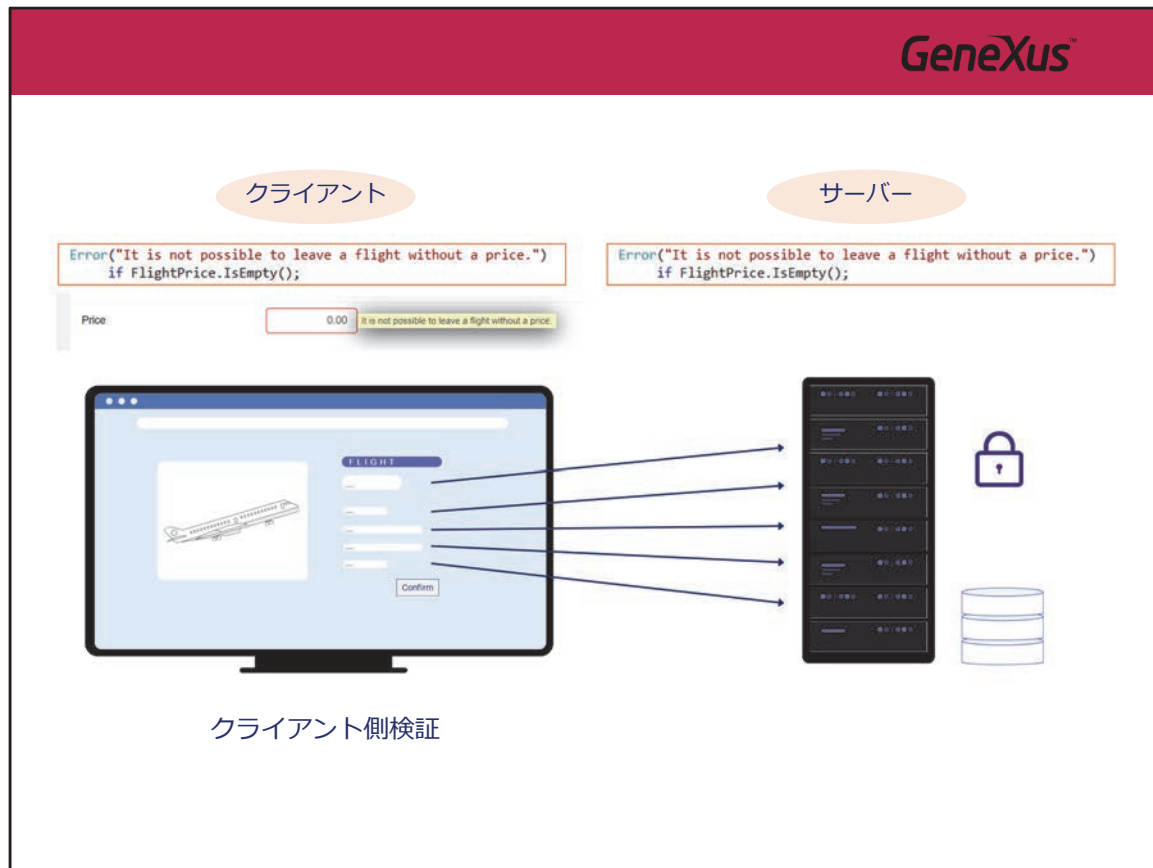 GeneXus™
クライアント
サーバー
Error("It is not possible to leave a flight without a price.")
if FlightPrice.IsEmpty();
Error("It is not possible to leave a flight without a price.")
if FlightPrice.IsEmpty();
Price
0.00
It is not possible to leave a flight without a price.
FLIGHT
Confirm
クライアント側検証